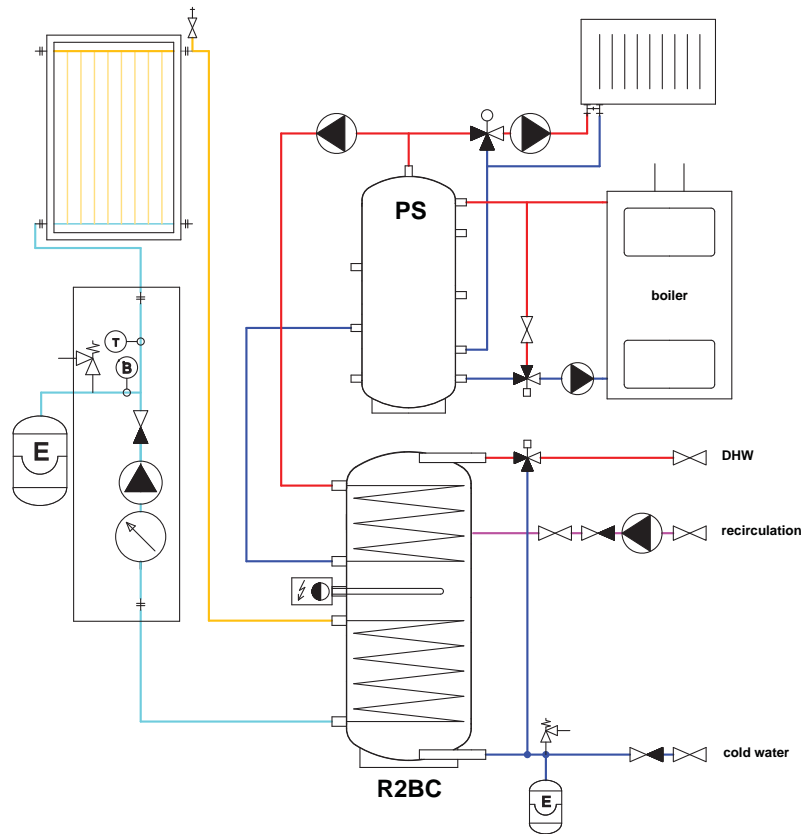 PS
boiler
T
B
E
DHW
recirculation
cold water
E
R2BC